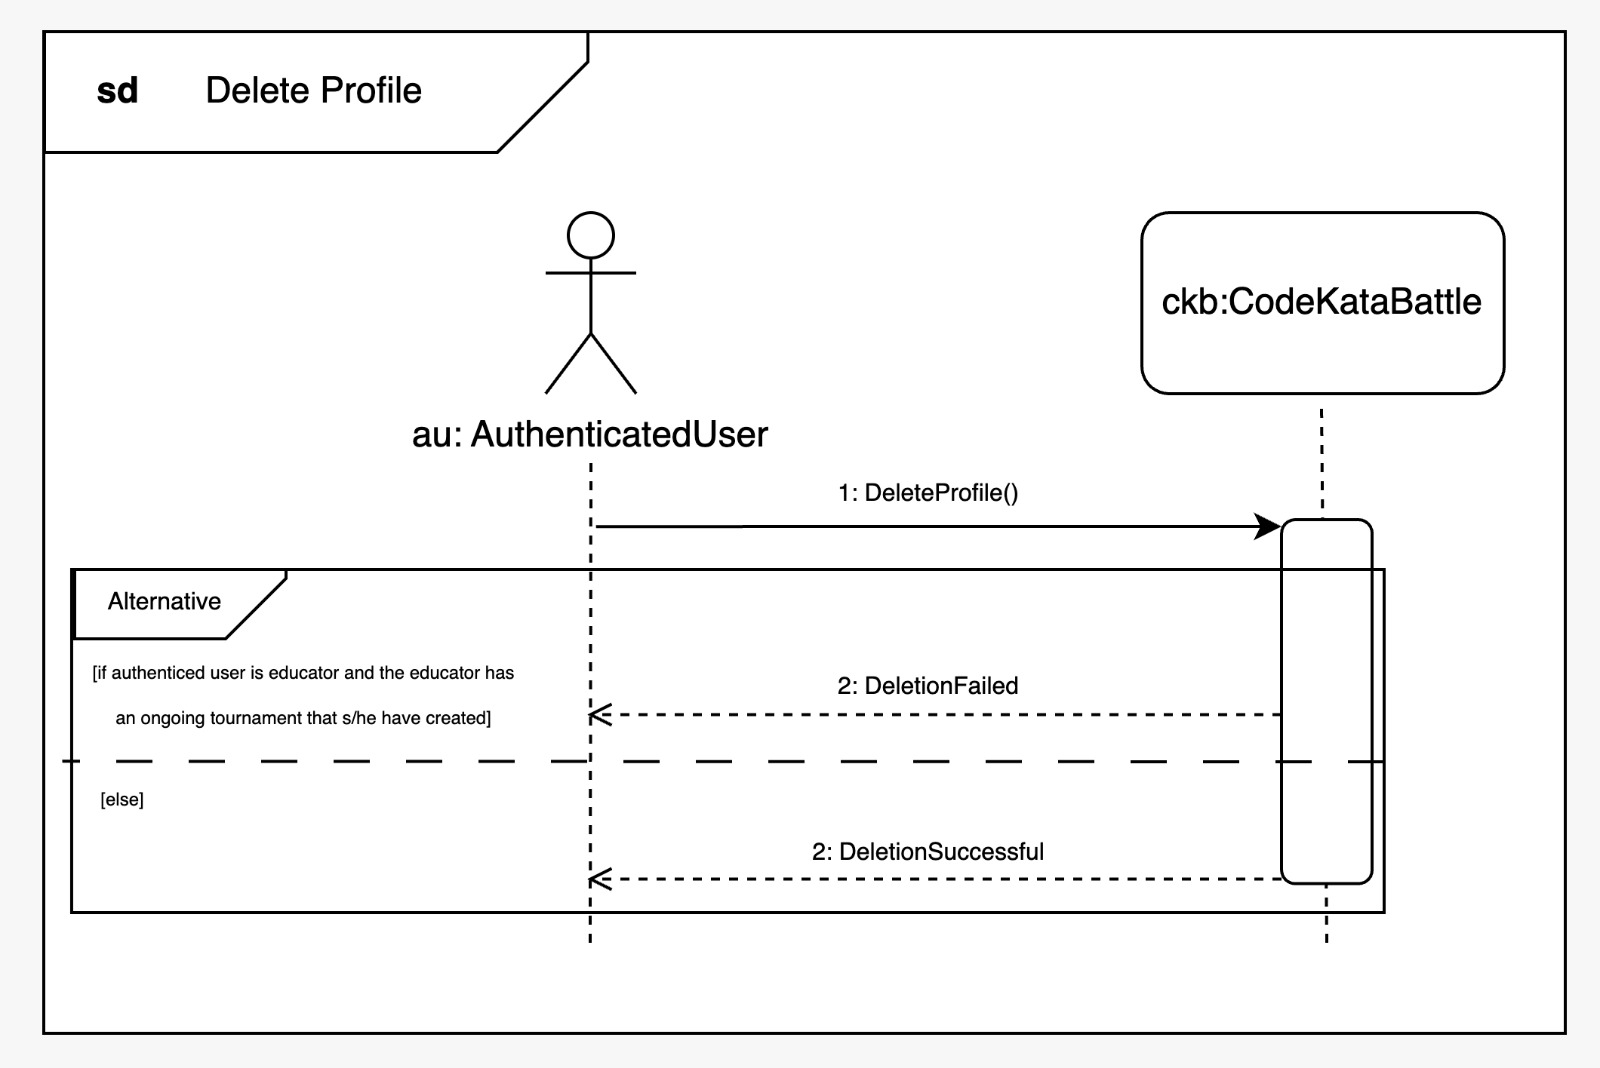 sd Delete Profile
ckb:CodeKataBattle
au: AuthenticatedUser
1: DeleteProfile()
Alternative
[if authenticed user is educator and the educator has
an ongoing tournament that s/he have created]
2: DeletionFailed
[else]
2: DeletionSuccessful